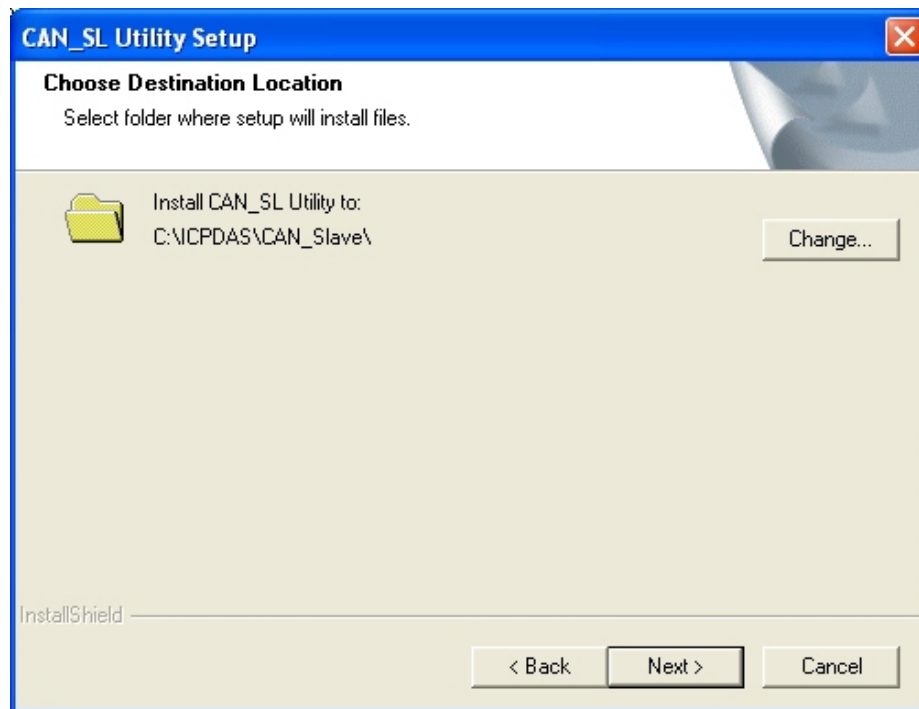 CAN_SL Utility Setup
Choose Destination Location
Select folder where setup will install files.
Install CAN_SL Utility to:
C:\ICPDAS\CAN_Slave\
Change...
InstallShield
< Back
Next >
Cancel